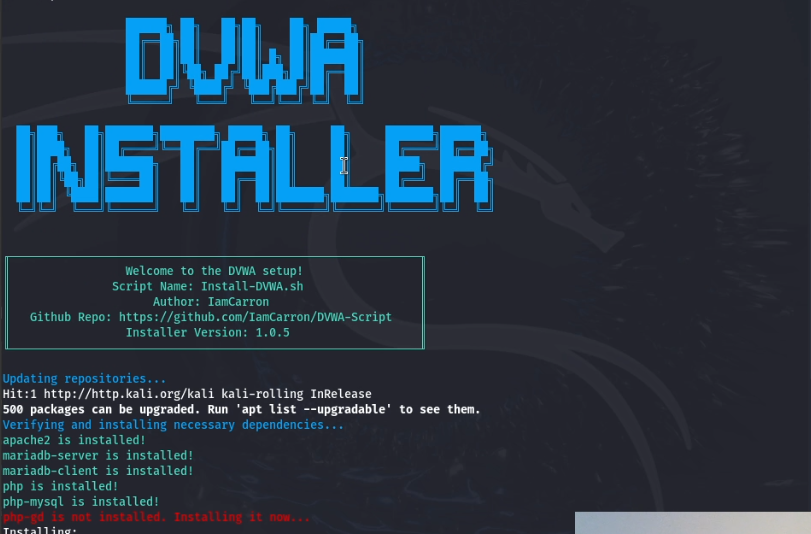 DVWA
INSTALLER
Welcome to the DVWA setup!
Script Name: Install-DVWA.sh
Author: IamCarron
Github Repo: https://github.com/IamCarron/DVWA-Script
Installer Version: 1.0.5
Updating repositories...
Hit:1 http://http.kali.org/kali kali-rolling InRelease
500 packages can be upgraded. Run 'apt list --upgradable' to see them.
Verifying and installing necessary dependencies...
apache2 is installed!
mariadb-server is installed!
mariadb-client is installed!
php is installed!
php-mysql is installed!
php-gd is not installed. Installing it now...
Installing: